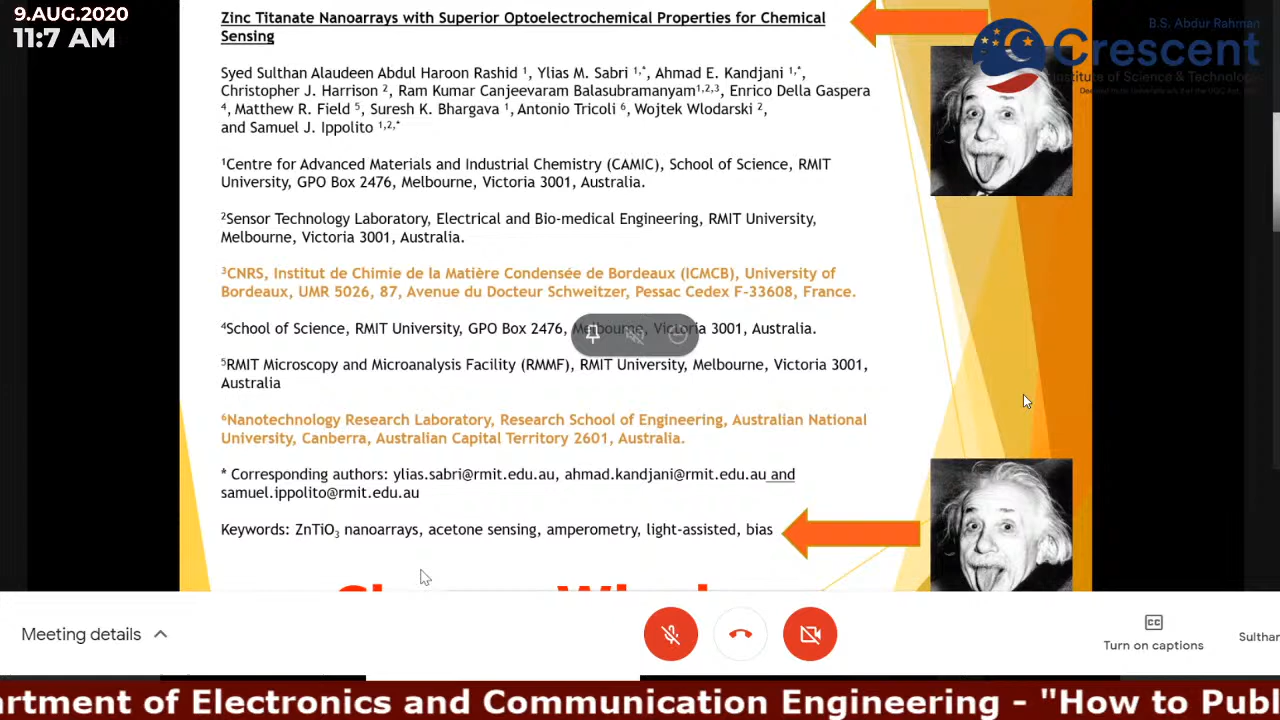 9.AUG.2020
11:7 AM
B.S. Abdur Rahman
Crescent
Institute of Science & Technology
Zinc Titanate Nanoarrays with Superior Optoelectrochemical Properties for Chemical
Sensing
Syed Sulthan Alaudeen Abdul Haroon Rashid ¹, Ylias M. Sabri ¹,*, Ahmad E. Kandjani ¹,*,
Christopher J. Harrison ², Ram Kumar Canjeevaram Balasubramanyam¹,²,³, Enrico Della Gaspera
⁴, Matthew R. Field ⁵, Suresh K. Bhargava ¹, Antonio Tricoli ⁶, Wojtek Wlodarski ²,
and Samuel J. Ippolito ¹,²,*
¹Centre for Advanced Materials and Industrial Chemistry (CAMIC), School of Science, RMIT
University, GPO Box 2476, Melbourne, Victoria 3001, Australia.
²Sensor Technology Laboratory, Electrical and Bio-medical Engineering, RMIT University,
Melbourne, Victoria 3001, Australia.
³CNRS, Institut de Chimie de la Matière Condensée de Bordeaux (ICMCB), University of
Bordeaux, UMR 5026, 87, Avenue du Docteur Schweitzer, Pessac Cedex F-33608, France.
⁴School of Science, RMIT University, GPO Box 2476, Melbourne, Victoria 3001, Australia.
⁵RMIT Microscopy and Microanalysis Facility (RMMF), RMIT University, Melbourne, Victoria 3001,
Australia
⁶Nanotechnology Research Laboratory, Research School of Engineering, Australian National
University, Canberra, Australian Capital Territory 2601, Australia.
* Corresponding authors: ylias.sabri@rmit.edu.au, ahmad.kandjani@rmit.edu.au and
samuel.ippolito@rmit.edu.au
Keywords: ZnTiO₃ nanoarrays, acetone sensing, amperometry, light-assisted, bias
Meeting details
CC
Turn on captions
Sulthan
artment of Electronics and Communication Engineering - "How to Publ